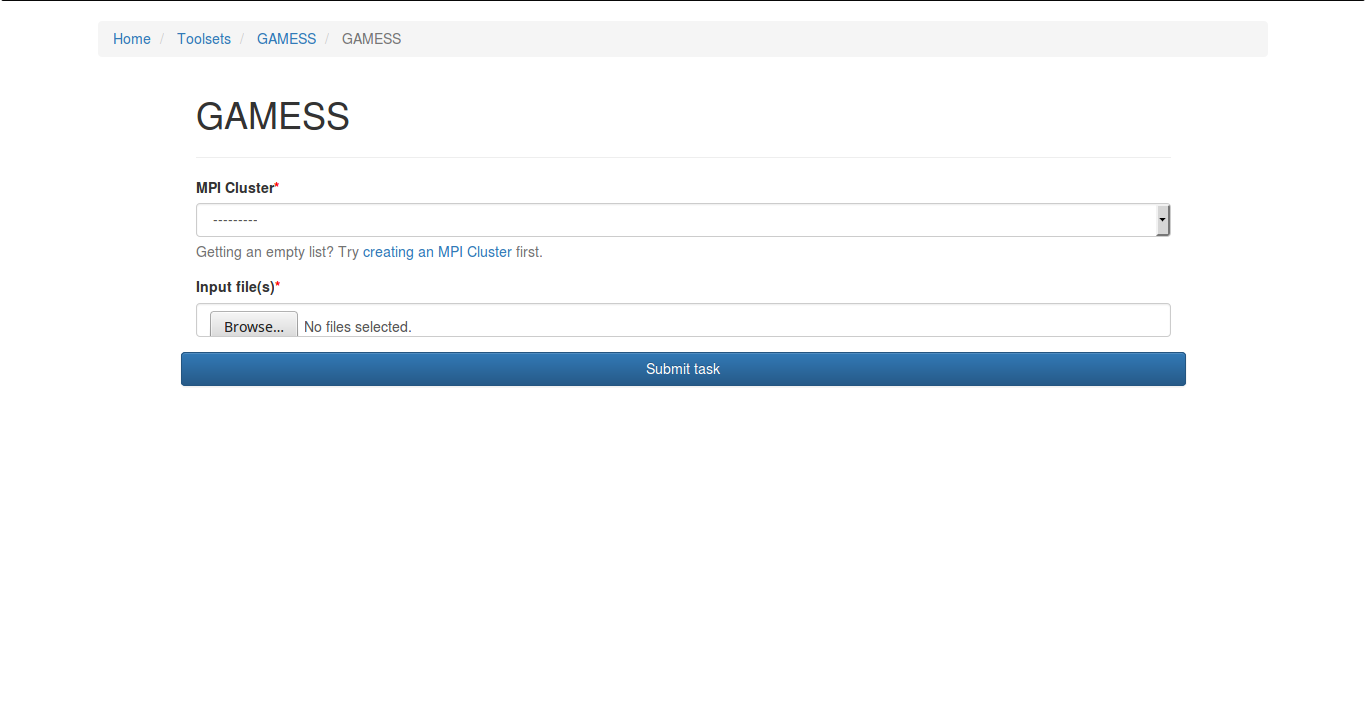 Home / Toolsets / GAMESS / GAMESS
GAMESS
MPI Cluster*
---------
Getting an empty list? Try creating an MPI Cluster first.
Input file(s)*
Browse... No files selected.
Submit task